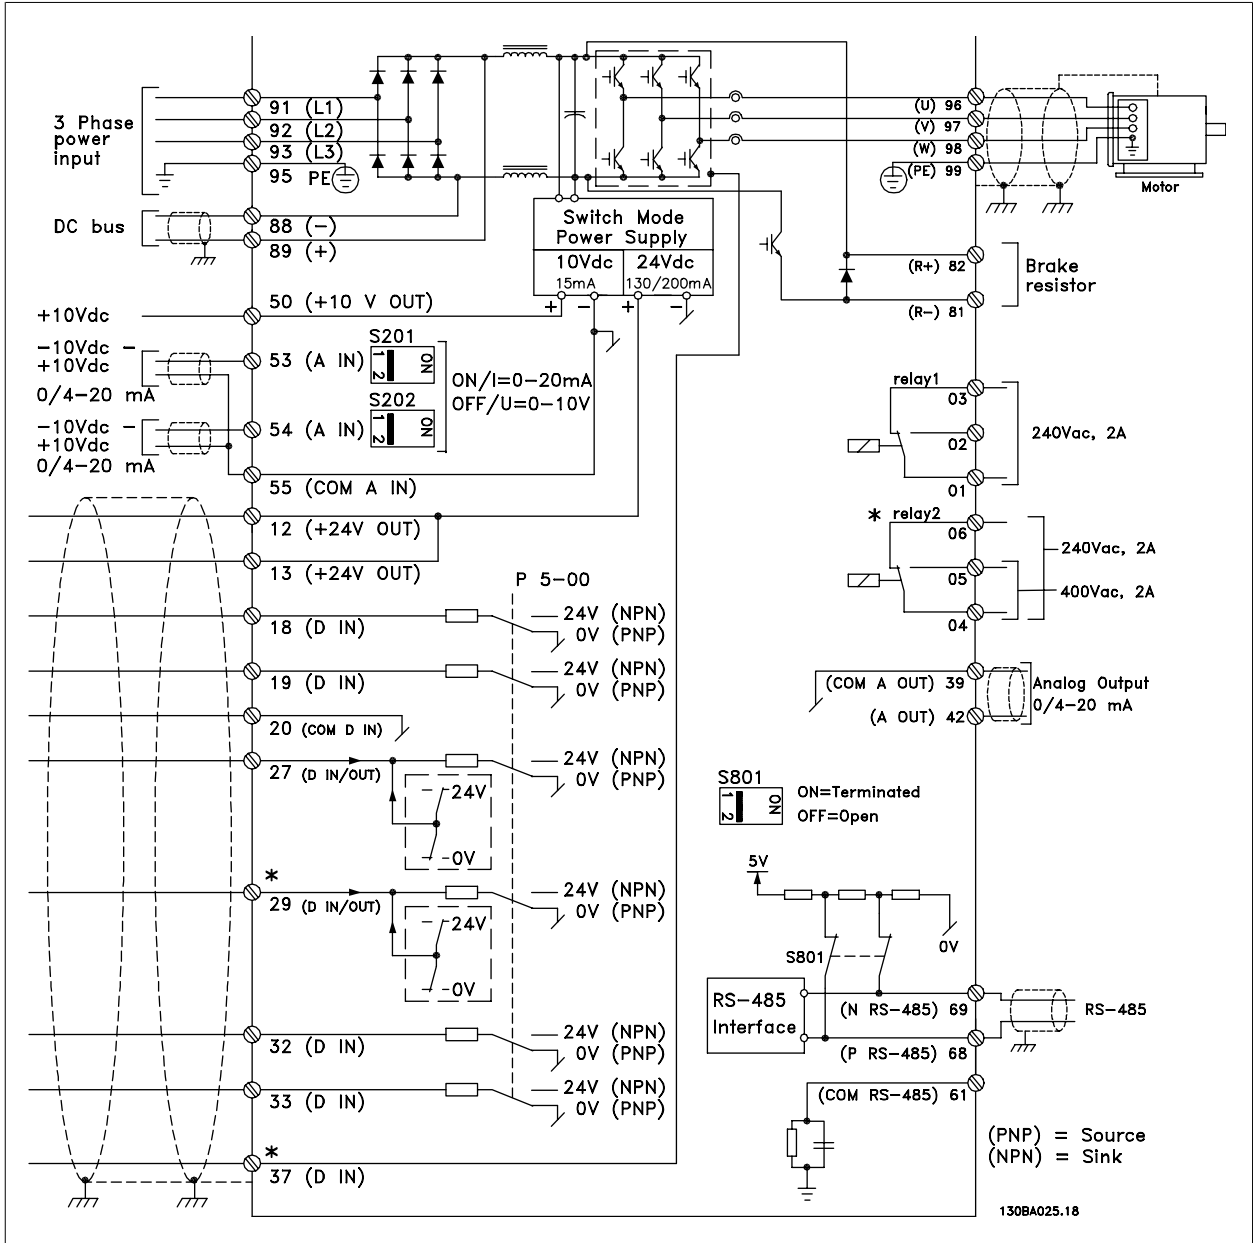 3 Phase
power
input
91 (L1)
92 (L2)
93 (L3)
95 PE
DC bus
88 (−)
89 (+)
+10Vdc
50 (+10 V OUT)
−10Vdc −
+10Vdc
0/4−20 mA
53 (A IN)
S201
1 2
ON
−10Vdc −
+10Vdc
0/4−20 mA
54 (A IN)
S202
1 2
ON
ON/I=0−20mA
OFF/U=0−10V
55 (COM A IN)
12 (+24V OUT)
13 (+24V OUT)
P 5−00
18 (D IN)
24V (NPN)
0V (PNP)
19 (D IN)
24V (NPN)
0V (PNP)
20 (COM D IN)
27 (D IN/OUT)
24V (NPN)
0V (PNP)
24V
0V
*
29 (D IN/OUT)
24V (NPN)
0V (PNP)
24V
0V
32 (D IN)
24V (NPN)
0V (PNP)
33 (D IN)
24V (NPN)
0V (PNP)
*
37 (D IN)
Switch Mode
Power Supply
10Vdc
15mA
24Vdc
130/200mA
+ − + −
(U) 96
(V) 97
(W) 98
(PE) 99
Motor
(R+) 82
(R−) 81
Brake
resistor
relay1
03
02
01
240Vac, 2A
* relay2
06
05
04
240Vac, 2A
400Vac, 2A
(COM A OUT) 39
(A OUT) 42
Analog Output
0/4−20 mA
S801
1 2
ON
ON=Terminated
OFF=Open
5V
0V
S801
RS−485
Interface
(N RS−485) 69
(P RS−485) 68
RS−485
(COM RS−485) 61
(PNP) = Source
(NPN) = Sink
130BA025.18